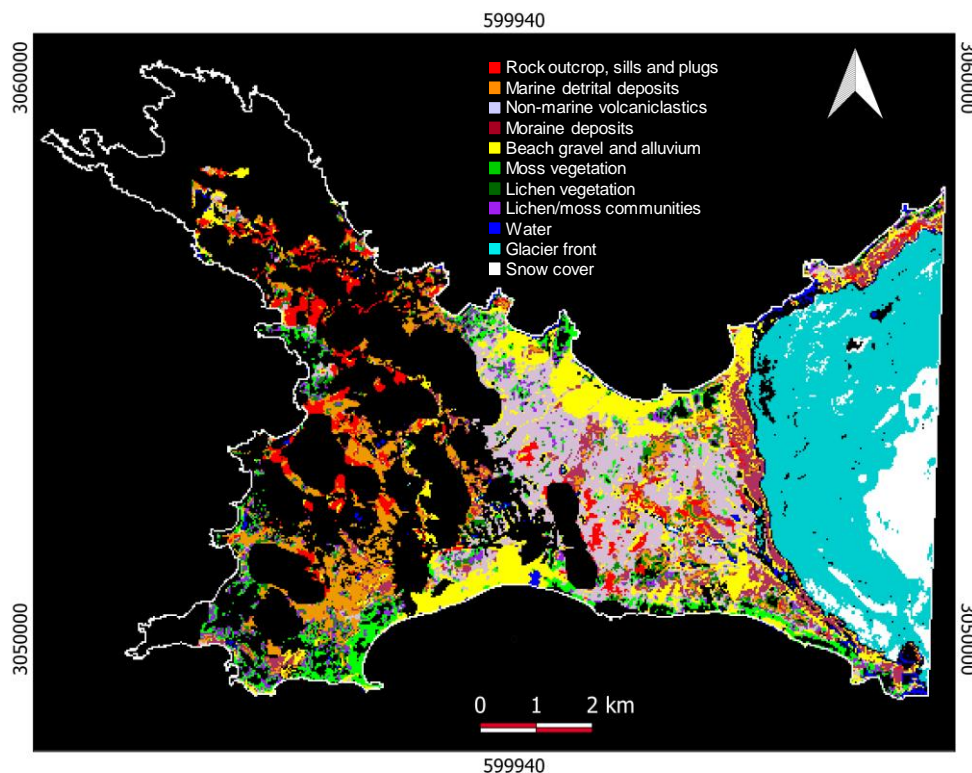 599940
3060000
3060000
Rock outcrop, sills and plugs
Marine detrital deposits
Non-marine volcaniclastics
Moraine deposits
Beach gravel and alluvium
Moss vegetation
Lichen vegetation
Lichen/moss communities
Water
Glacier front
Snow cover
3050000
3050000
0 1 2 km
599940